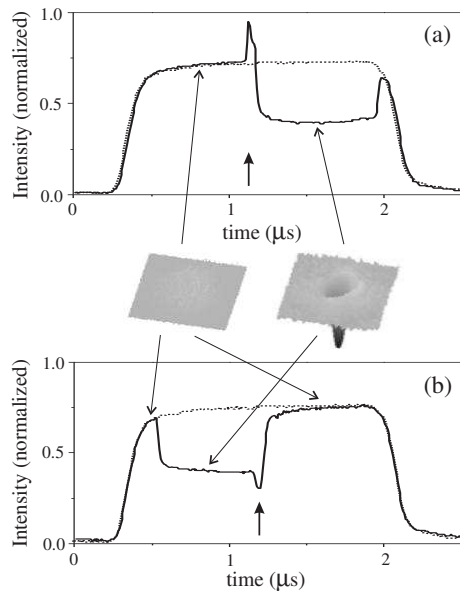 (a)
Intensity (normalized)
1.0
0.5
0.0
0
1
2
time (μs)
(b)
Intensity (normalized)
1.0
0.5
0.0
0
1
2
time (μs)